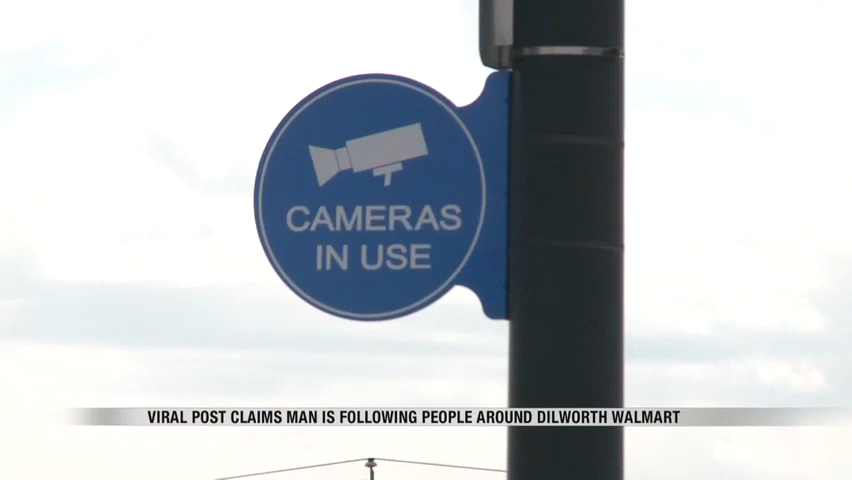 CAMERAS
IN USE
VIRAL POST CLAIMS MAN IS FOLLOWING PEOPLE AROUND DILWORTH WALMART